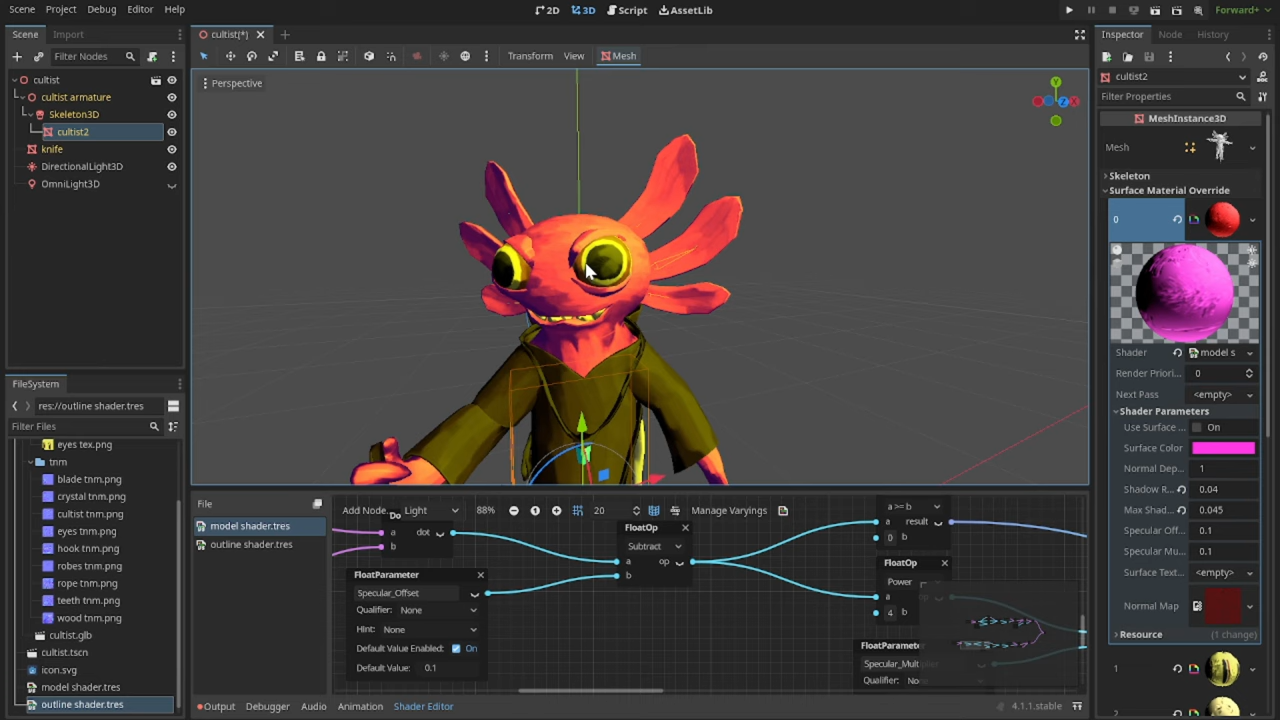 Scene Project Debug Editor Help
2D 3D Script AssetLib
Forward+
Scene Import
Filter Nodes
cultist
cultist armature
Skeleton3D
cultist2
knife
DirectionalLight3D
OmniLight3D
FileSystem
res://outline shader.tres
Filter Files
eyes tex.png
tnm
blade tnm.png
crystal tnm.png
cultist tnm.png
eyes tnm.png
hook tnm.png
robes tnm.png
rope tnm.png
teeth tnm.png
wood tnm.png
cultist.glb
cultist.tscn
icon.svg
model shader.tres
outline shader.tres
cultist(*)
Transform View Mesh
Perspective
Y
Z
X
File
model shader.tres
outline shader.tres
Add Node... Light 88% 20 Manage Varyings
Do
a dot
b
FloatParameter
Specular_Offset
Qualifier: None
Hint: None
Default Value Enabled: On
Default Value: 0.1
FloatOp
Subtract
a op
b
a >= b
a result
0 b
FloatOp
Power
a
4 b
FloatParameter
Qualifier:
Output Debugger Audio Animation Shader Editor
4.1.1.stable
Inspector Node History
cultist2
Filter Properties
MeshInstance3D
Mesh
Skeleton
Surface Material Override
0
Shader model s
Render Priori... 0
Next Pass <empty>
Shader Parameters
Use Surface ... On
Surface Color
Normal Dep... 1
Shadow R... 0.04
Max Sha... 0.045
Specular Off... 0.1
Specular Mu... 0.1
Surface Text... <empty>
Normal Map
Resource (1 change)
1
2